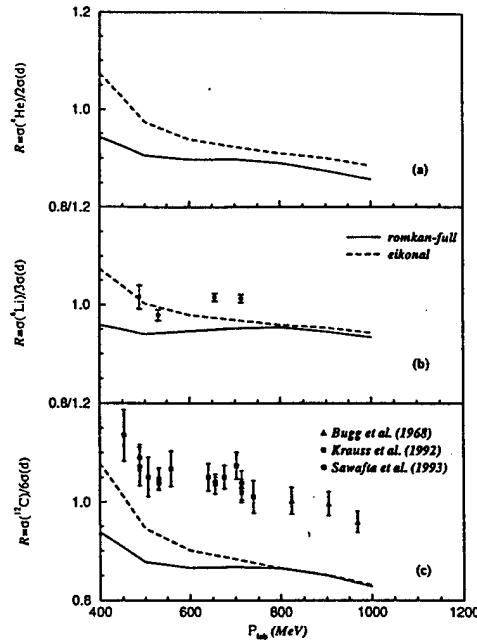 1.2
1.0
R=σ(⁴He)/2σ(d)
(a)
0.8/1.2
romkan-full
eikonal
1.0
R=σ(⁶Li)/3σ(d)
(b)
0.8/1.2
Bugg et al. (1968)
Krauss et al. (1992)
Sawafta et al. (1993)
1.0
R=σ(¹²C)/6σ(d)
(c)
0.8
400 600 800 1000 1200
P_lab (MeV)